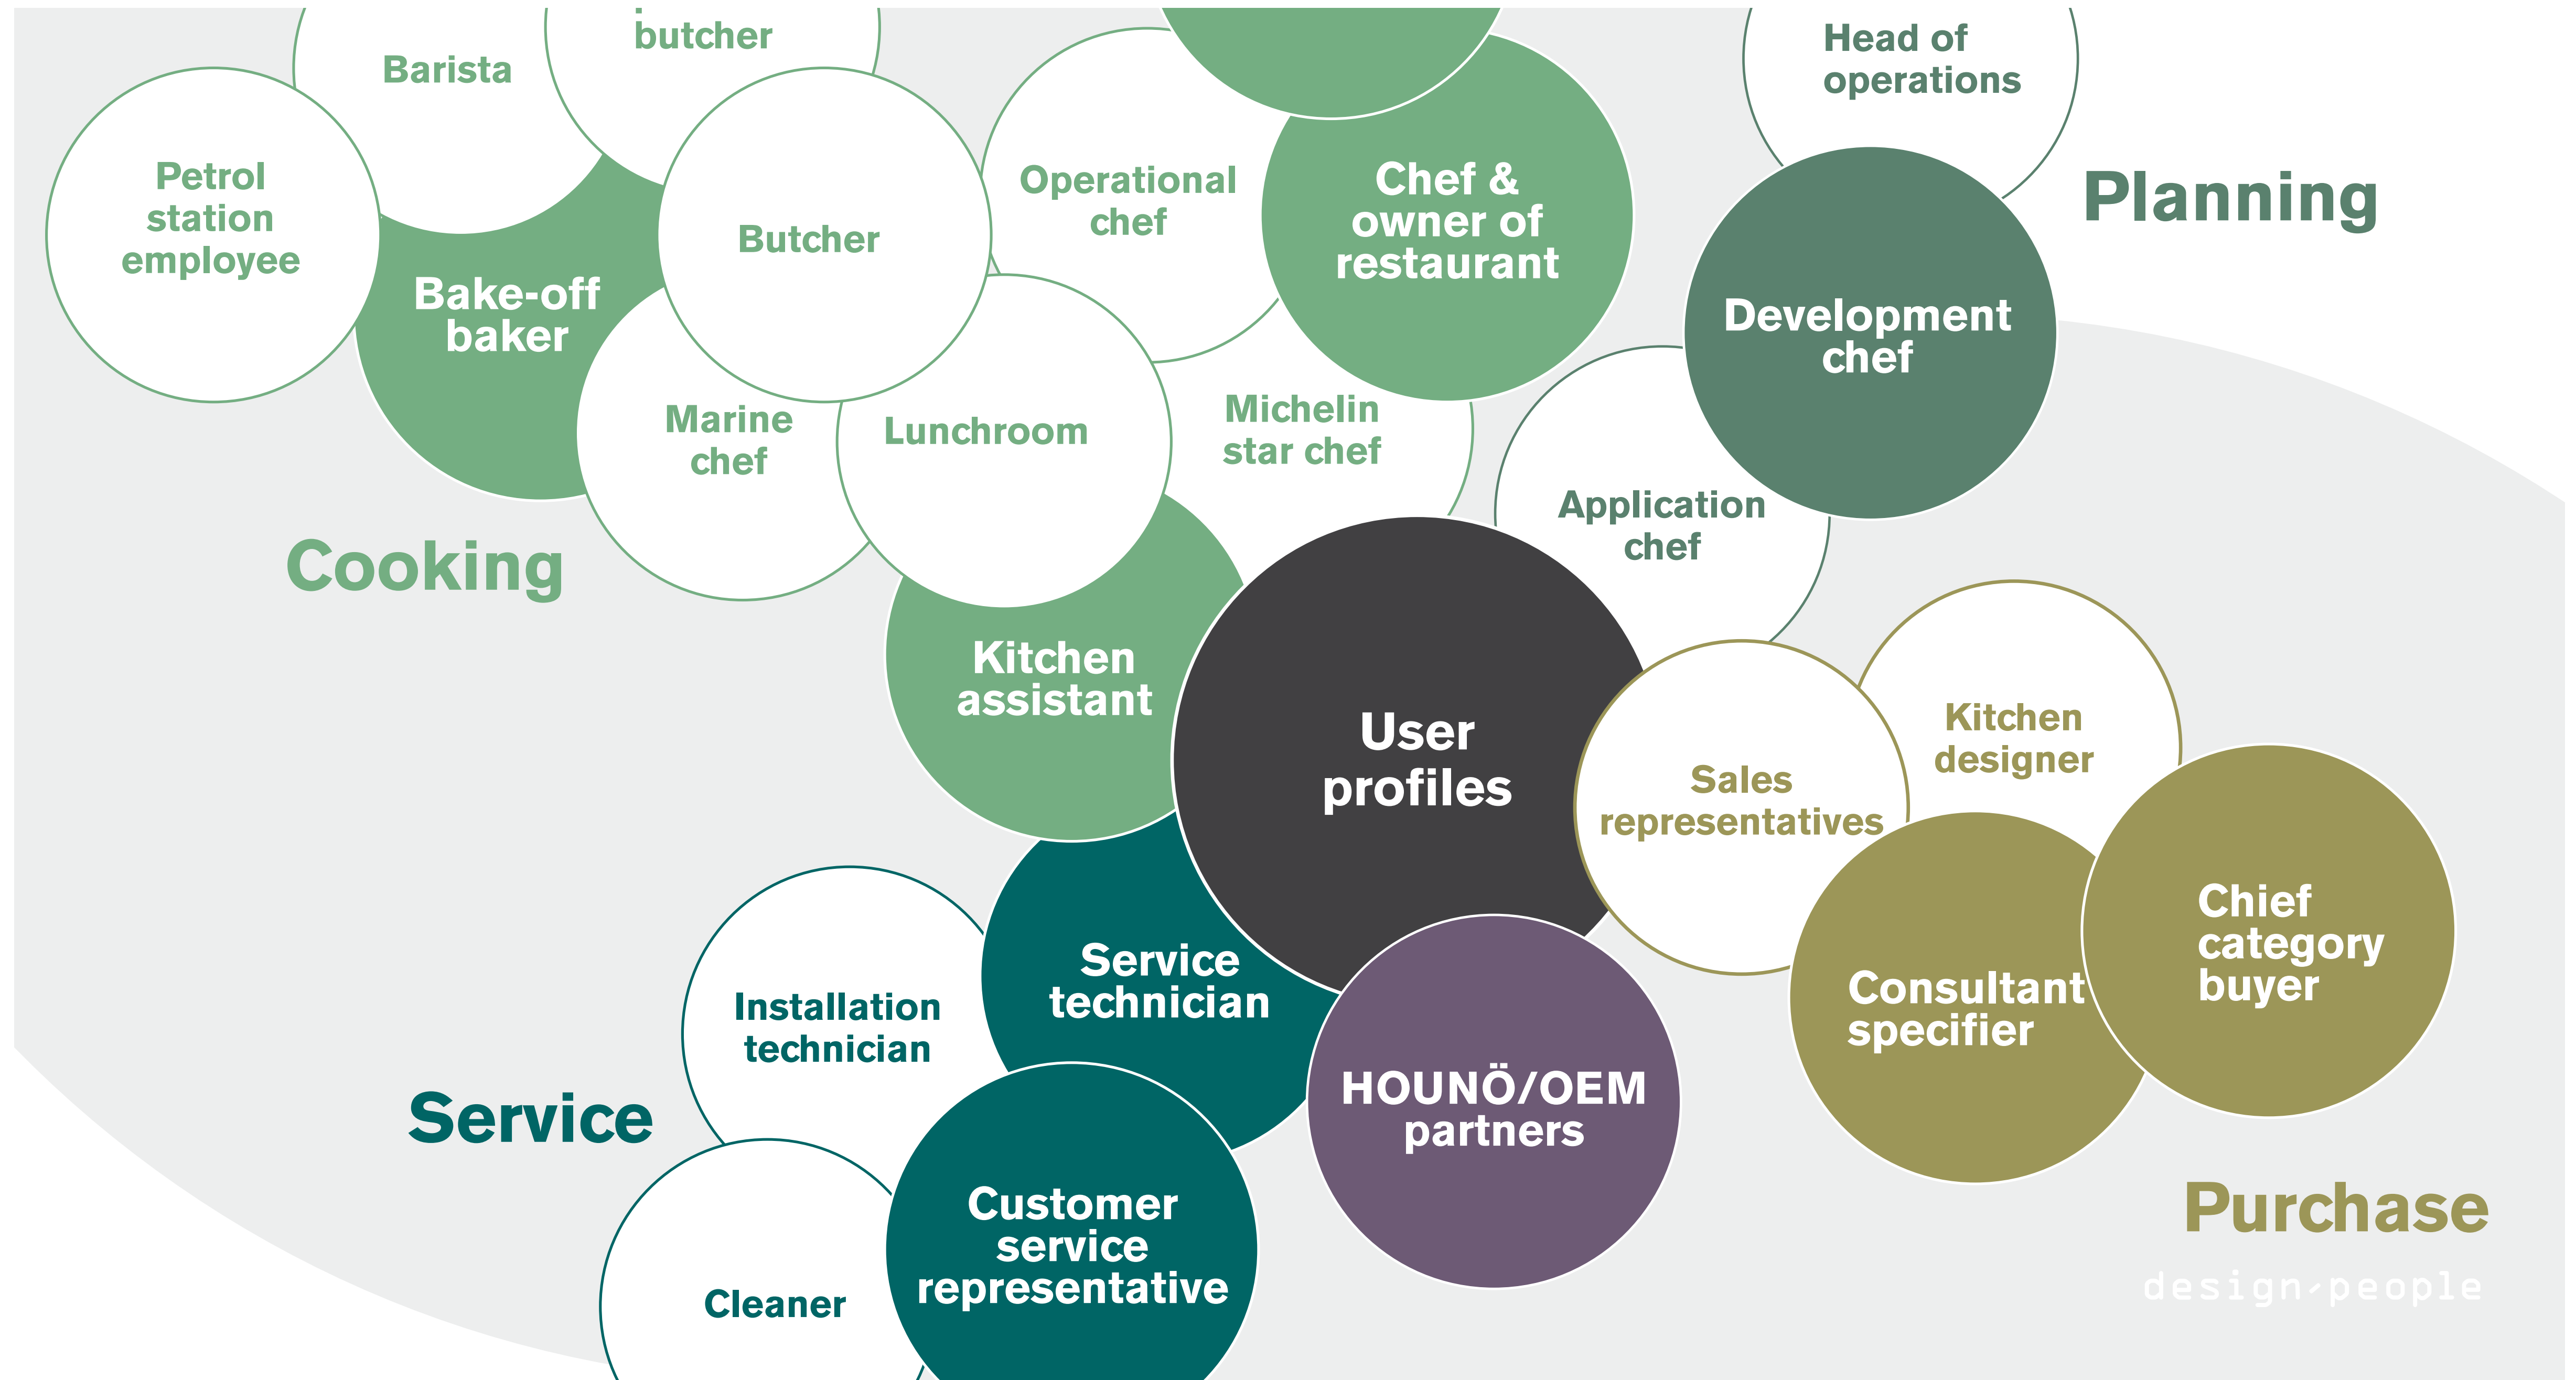 butcher
Barista
Head of
operations
Petrol
station
employee
Butcher
Operational
chef
Chef &
owner of
restaurant
Planning
Bake-off
baker
Development
chef
Marine
chef
Lunchroom
Michelin
star chef
Application
chef
Cooking
Kitchen
assistant
User
profiles
Kitchen
designer
Sales
representatives
Chief
category
buyer
Service
technician
Consultant
specifier
Installation
technician
HOUNÖ/OEM
partners
Service
Customer
service
representative
Cleaner
Purchase
design-people